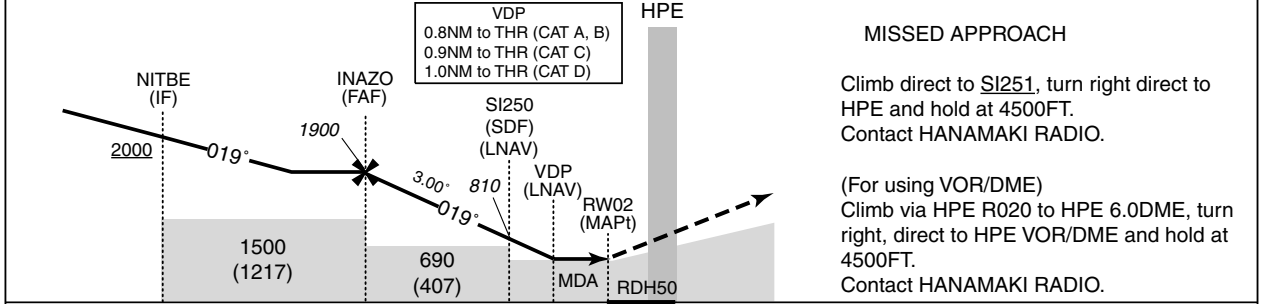 VDP
0.8NM to THR (CAT A, B)
0.9NM to THR (CAT C)
1.0NM to THR (CAT D)
HPE
NITBE
(IF)
INAZO
(FAF)
SI250
(SDF)
(LNAV)
VDP
(LNAV)
RW02
(MAPt)
2000
019°
1900
3.00°
019°
810
1500
(1217)
690
(407)
MDA
RDH50
MISSED APPROACH
Climb direct to SI251, turn right direct to
HPE and hold at 4500FT.
Contact HANAMAKI RADIO.
(For using VOR/DME)
Climb via HPE R020 to HPE 6.0DME, turn
right, direct to HPE VOR/DME and hold at
4500FT.
Contact HANAMAKI RADIO.